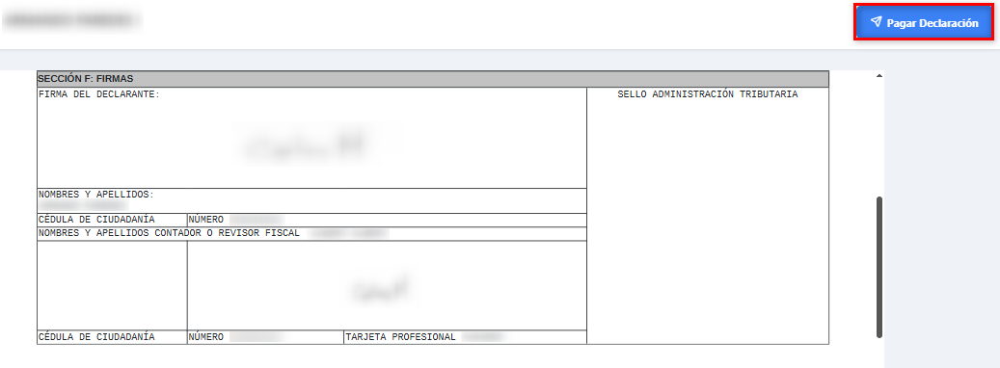 Pagar Declaración
SECCIÓN F: FIRMAS
FIRMA DEL DECLARANTE:
SELLO ADMINISTRACIÓN TRIBUTARIA
NOMBRES Y APELLIDOS:
CÉDULA DE CIUDADANÍA
NÚMERO
NOMBRES Y APELLIDOS CONTADOR O REVISOR FISCAL
CÉDULA DE CIUDADANÍA
NÚMERO
TARJETA PROFESIONAL